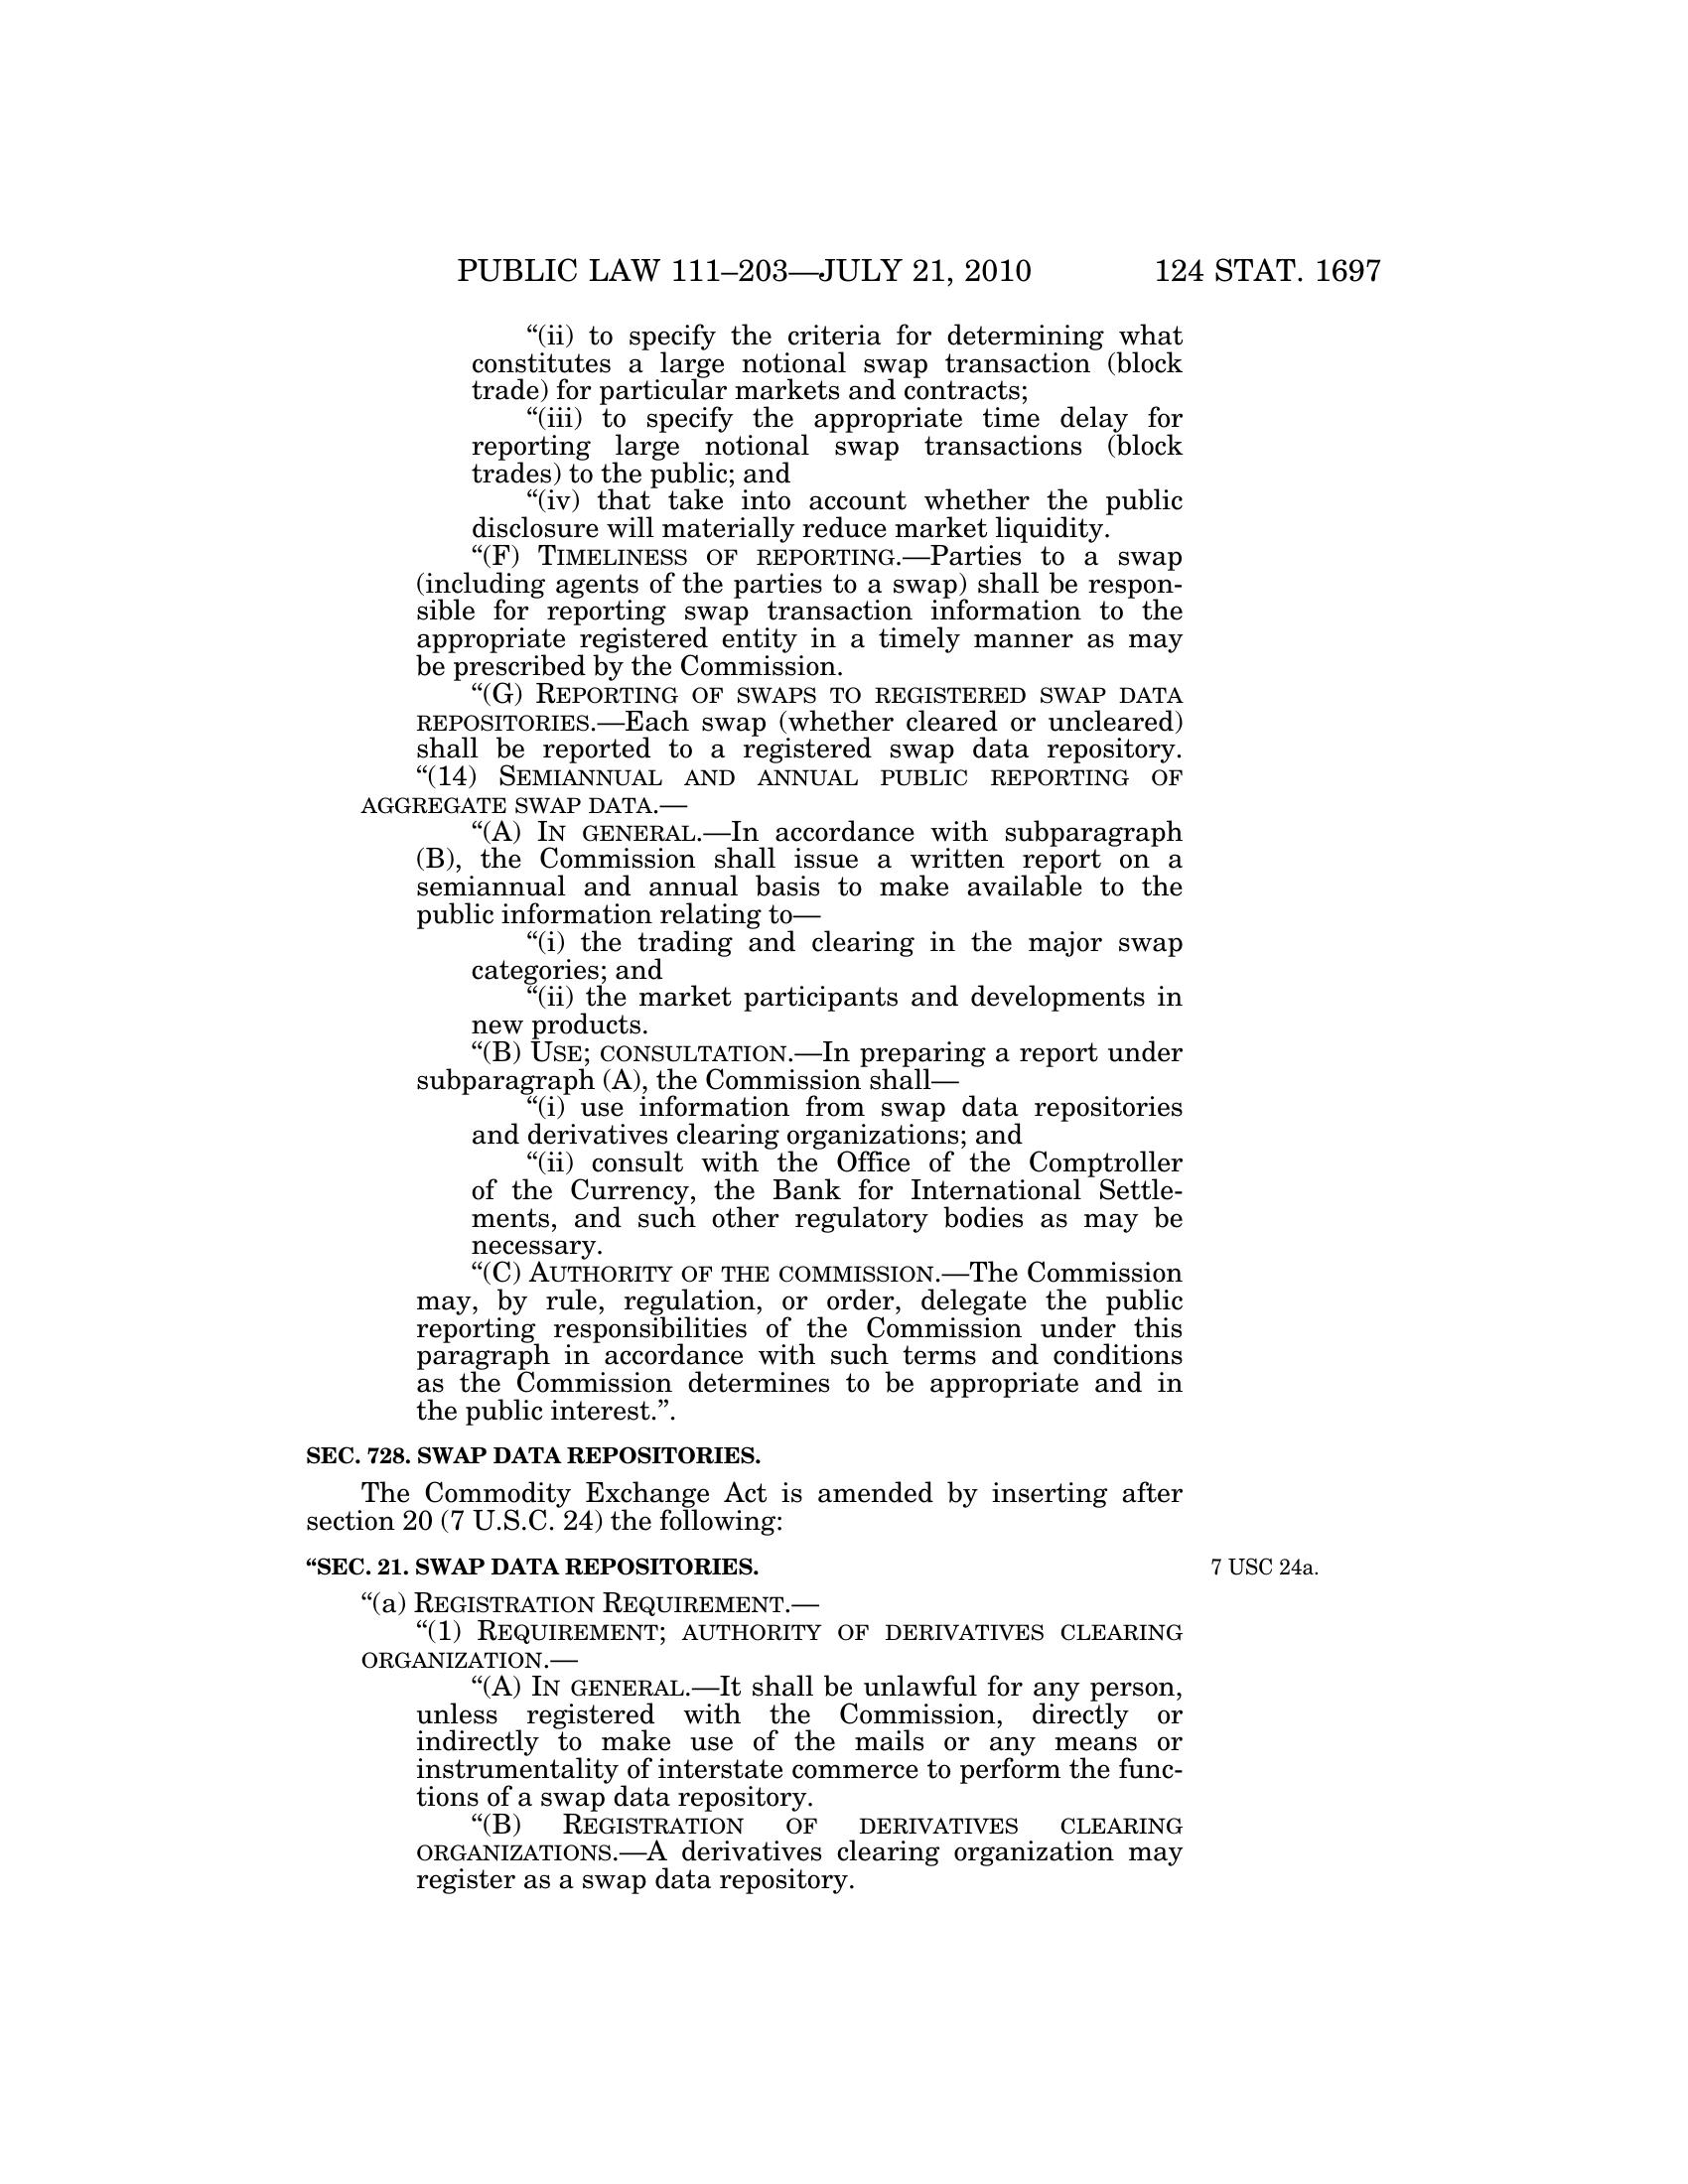 PUBLIC LAW 111–203—JULY 21, 2010 124 STAT. 1697
“(ii) to specify the criteria for determining what
constitutes a large notional swap transaction (block
trade) for particular markets and contracts;
“(iii) to specify the appropriate time delay for
reporting large notional swap transactions (block
trades) to the public; and
“(iv) that take into account whether the public
disclosure will materially reduce market liquidity.
“(F) TIMELINESS OF REPORTING.—Parties to a swap
(including agents of the parties to a swap) shall be respon-
sible for reporting swap transaction information to the
appropriate registered entity in a timely manner as may
be prescribed by the Commission.
“(G) REPORTING OF SWAPS TO REGISTERED SWAP DATA
REPOSITORIES.—Each swap (whether cleared or uncleared)
shall be reported to a registered swap data repository.
“(14) SEMIANNUAL AND ANNUAL PUBLIC REPORTING OF
AGGREGATE SWAP DATA.—
“(A) IN GENERAL.—In accordance with subparagraph
(B), the Commission shall issue a written report on a
semiannual and annual basis to make available to the
public information relating to—
“(i) the trading and clearing in the major swap
categories; and
“(ii) the market participants and developments in
new products.
“(B) USE; CONSULTATION.—In preparing a report under
subparagraph (A), the Commission shall—
“(i) use information from swap data repositories
and derivatives clearing organizations; and
“(ii) consult with the Office of the Comptroller
of the Currency, the Bank for International Settle-
ments, and such other regulatory bodies as may be
necessary.
“(C) AUTHORITY OF THE COMMISSION.—The Commission
may, by rule, regulation, or order, delegate the public
reporting responsibilities of the Commission under this
paragraph in accordance with such terms and conditions
as the Commission determines to be appropriate and in
the public interest.”.
SEC. 728. SWAP DATA REPOSITORIES.
The Commodity Exchange Act is amended by inserting after
section 20 (7 U.S.C. 24) the following:
“SEC. 21. SWAP DATA REPOSITORIES. 7 USC 24a.
“(a) REGISTRATION REQUIREMENT.—
“(1) REQUIREMENT; AUTHORITY OF DERIVATIVES CLEARING
ORGANIZATION.—
“(A) IN GENERAL.—It shall be unlawful for any person,
unless registered with the Commission, directly or
indirectly to make use of the mails or any means or
instrumentality of interstate commerce to perform the func-
tions of a swap data repository.
“(B) REGISTRATION OF DERIVATIVES CLEARING
ORGANIZATIONS.—A derivatives clearing organization may
register as a swap data repository.